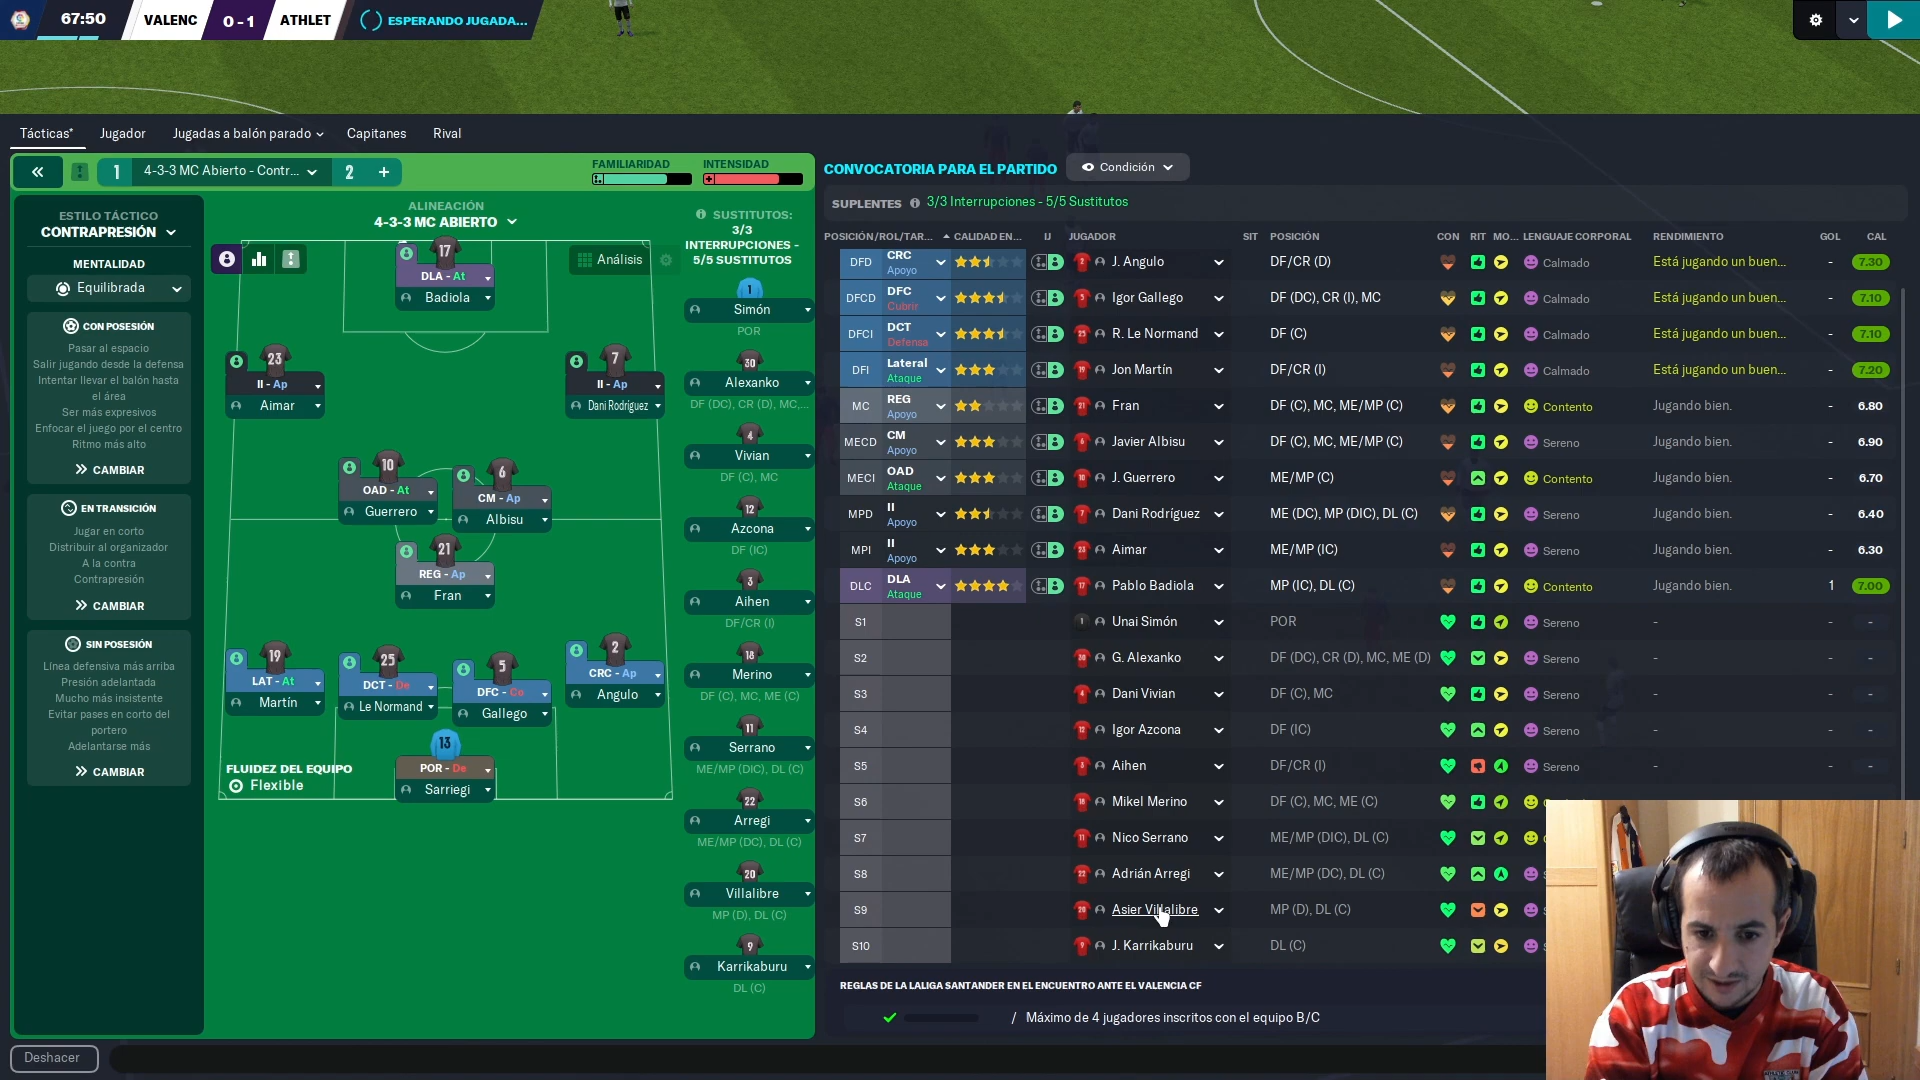 67:50
VALENC
0 - 1
ATHLET
ESPERANDO JUGADA...
Tácticas*
Jugador
Jugadas a balón parado
Capitanes
Rival
1
4-3-3 MC Abierto - Contr...
2
+
FAMILIARIDAD
INTENSIDAD
ESTILO TÁCTICO
CONTRAPRESIÓN
MENTALIDAD
Equilibrada
CON POSESIÓN
Pasar al espacio
Salir jugando desde la defensa
Intentar llevar el balón hasta
el área
Ser más expresivos
Enfocar el juego por el centro
Ritmo más alto
CAMBIAR
EN TRANSICIÓN
Jugar en corto
Distribuir al organizador
A la contra
Contrapresión
CAMBIAR
SIN POSESIÓN
Línea defensiva más arriba
Presión adelantada
Mucho más insistente
Evitar pases en corto del
portero
Adelantarse más
CAMBIAR
ALINEACIÓN
4-3-3 MC ABIERTO
Análisis
17
DLA - At
Badiola
23
II - Ap
Aimar
7
II - Ap
Dani Rodríguez
10
OAD - At
Guerrero
6
CM - Ap
Albisu
21
REG - Ap
Fran
19
LAT - At
Martín
25
DCT - De
Le Normand
5
DFC - Co
Gallego
2
CRC - Ap
Angulo
13
POR - De
Sarriegi
FLUIDEZ DEL EQUIPO
Flexible
SUSTITUTOS:
3/3
INTERRUPCIONES -
5/5 SUSTITUTOS
1
Simón
POR
30
Alexanko
DF (DC), CR (D), MC,...
4
Vivian
DF (C), MC
12
Azcona
DF (IC)
3
Aihen
DF/CR (I)
18
Merino
DF (C), MC, ME (C)
11
Serrano
ME/MP (DIC), DL (C)
22
Arregi
ME/MP (DC), DL (C)
20
Villalibre
MP (D), DL (C)
9
Karrikaburu
DL (C)
CONVOCATORIA PARA EL PARTIDO
Condición
SUPLENTES
3/3 Interrupciones - 5/5 Sustitutos
POSICIÓN/ROL/TAR... CALIDAD EN... IJ JUGADOR SIT POSICIÓN CON RIT MO... LENGUAJE CORPORAL RENDIMIENTO GOL CAL
DFD CRC Apoyo J. Angulo DF/CR (D) Calmado Está jugando un buen... - 7.30
DFCD DFC Cubrir Igor Gallego DF (DC), CR (I), MC Calmado Está jugando un buen... - 7.10
DFCI DCT Defensa R. Le Normand DF (C) Calmado Está jugando un buen... - 7.10
DFI Lateral Ataque Jon Martín DF/CR (I) Calmado Está jugando un buen... - 7.20
MC REG Apoyo Fran DF (C), MC, ME/MP (C) Contento Jugando bien. - 6.80
MECD CM Apoyo Javier Albisu DF (C), MC, ME/MP (C) Sereno Jugando bien. - 6.90
MECI OAD Ataque J. Guerrero ME/MP (C) Contento Jugando bien. - 6.70
MPD II Apoyo Dani Rodríguez ME (DC), MP (DIC), DL (C) Sereno Jugando bien. - 6.40
MPI II Apoyo Aimar ME/MP (IC) Sereno Jugando bien. - 6.30
DLC DLA Ataque Pablo Badiola MP (IC), DL (C) Contento Jugando bien. 1 7.00
S1 Unai Simón POR Sereno - - -
S2 G. Alexanko DF (DC), CR (D), MC, ME (D) Sereno - - -
S3 Dani Vivian DF (C), MC Sereno - - -
S4 Igor Azcona DF (IC) Sereno - - -
S5 Aihen DF/CR (I) Sereno - - -
S6 Mikel Merino DF (C), MC, ME (C)
S7 Nico Serrano ME/MP (DIC), DL (C)
S8 Adrián Arregi ME/MP (DC), DL (C)
S9 Asier Villalibre MP (D), DL (C)
S10 J. Karrikaburu DL (C)
REGLAS DE LA LALIGA SANTANDER EN EL ENCUENTRO ANTE EL VALENCIA CF
/ Máximo de 4 jugadores inscritos con el equipo B/C
Deshacer